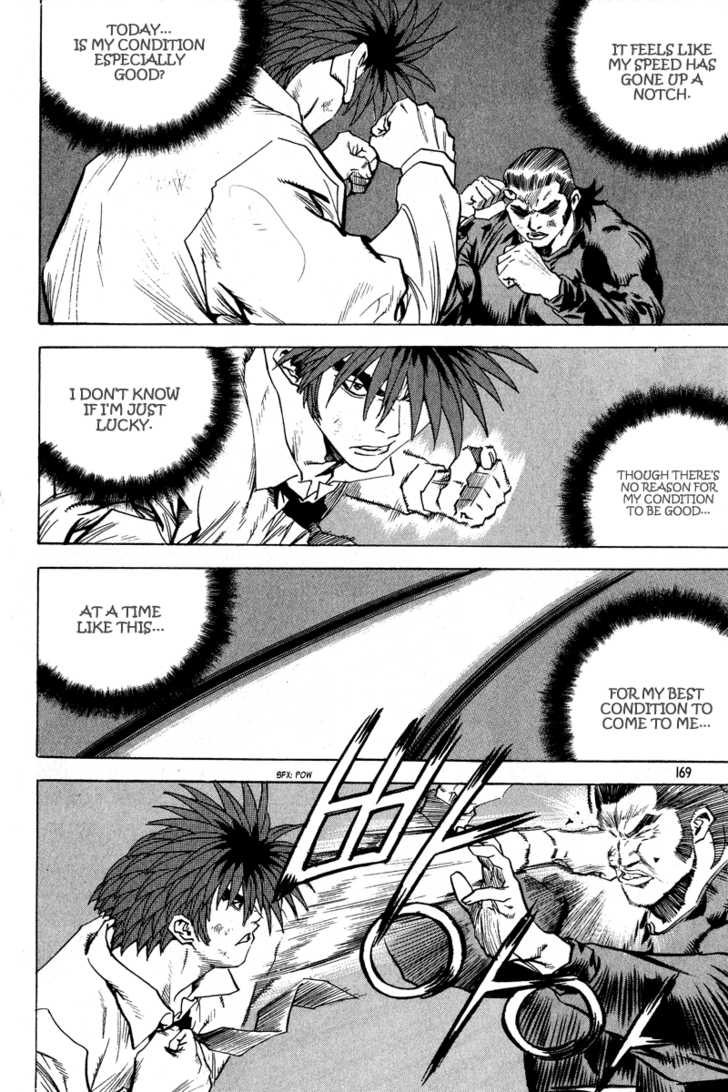 TODAY...
IS MY CONDITION
ESPECIALLY
GOOD?
IT FEELS LIKE
MY SPEED HAS
GONE UP A
NOTCH.
I DON'T KNOW
IF I'M JUST
LUCKY.
THOUGH THERE'S
NO REASON FOR
MY CONDITION
TO BE GOOD...
AT A TIME
LIKE THIS...
FOR MY BEST
CONDITION TO
COME TO ME...
SFX: POW
169